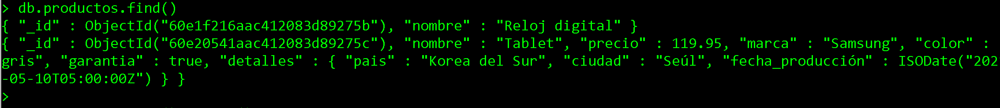 > db.productos.find()
{ "_id" : ObjectId("60e1f216aac412083d89275b"), "nombre" : "Reloj digital" }
{ "_id" : ObjectId("60e20541aac412083d89275c"), "nombre" : "Tablet", "precio" : 119.95, "marca" : "Samsung", "color" :
gris", "garantia" : true, "detalles" : { "pais" : "Korea del Sur", "ciudad" : "Seúl", "fecha_producción" : ISODate("202
-05-10T05:00:00Z") } }
>